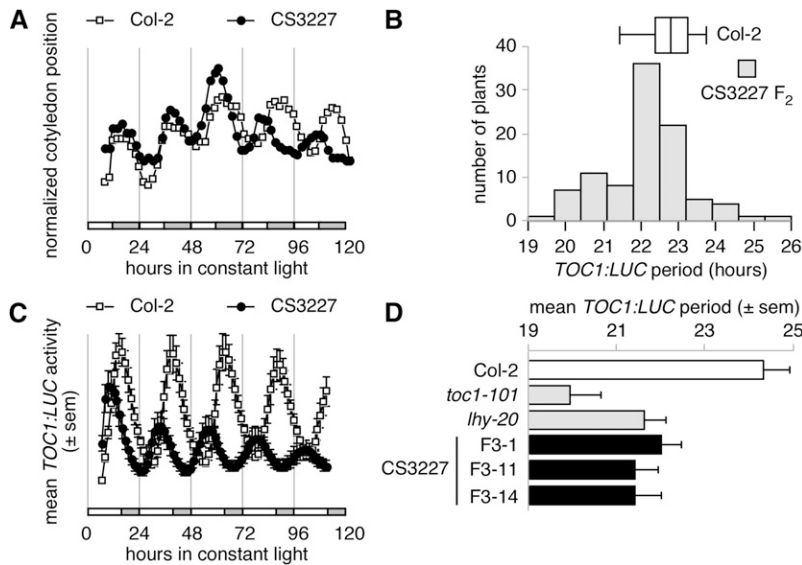 A
Col-2 CS3227
normalized cotyledon position
0 24 48 72 96 120
hours in constant light
B
Col-2
CS3227 F2
number of plants
40
30
20
10
0
19 20 21 22 23 24 25 26
TOC1:LUC period (hours)
C
Col-2 CS3227
mean TOC1:LUC activity
(± sem)
0 24 48 72 96 120
hours in constant light
D
mean TOC1:LUC period (± sem)
19 21 23 25
Col-2
toc1-101
lhy-20
CS3227
F3-1
F3-11
F3-14